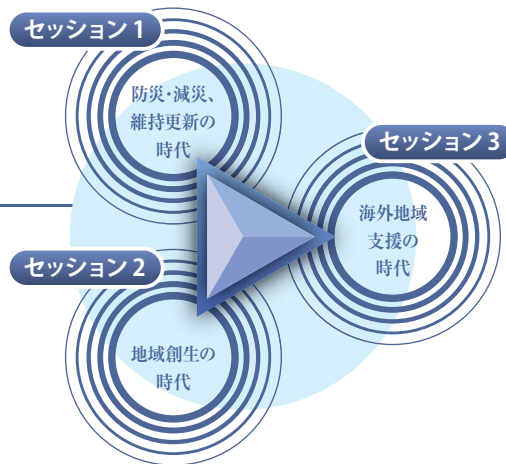 セッション 1
防災・減災、
維持更新の
時代
セッション 2
地域創生の
時代
セッション 3
海外地域
支援の
時代